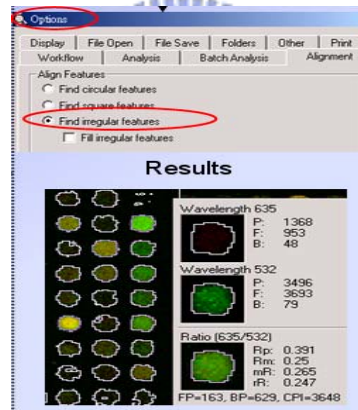 Options
Display File Open File Save Folders Other Print
Workflow Analysis Batch Analysis Alignment
Align Features
Find circular features
Find square features
Find irregular features
Fill irregular features
Results
Wavelength 635
P: 1368
F: 953
B: 48
Wavelength 532
P: 3496
F: 3693
B: 79
Ratio (635/532)
Rp: 0.391
Rm: 0.25
mR: 0.265
rR: 0.247
FP=163, BP=629, CPI=3648